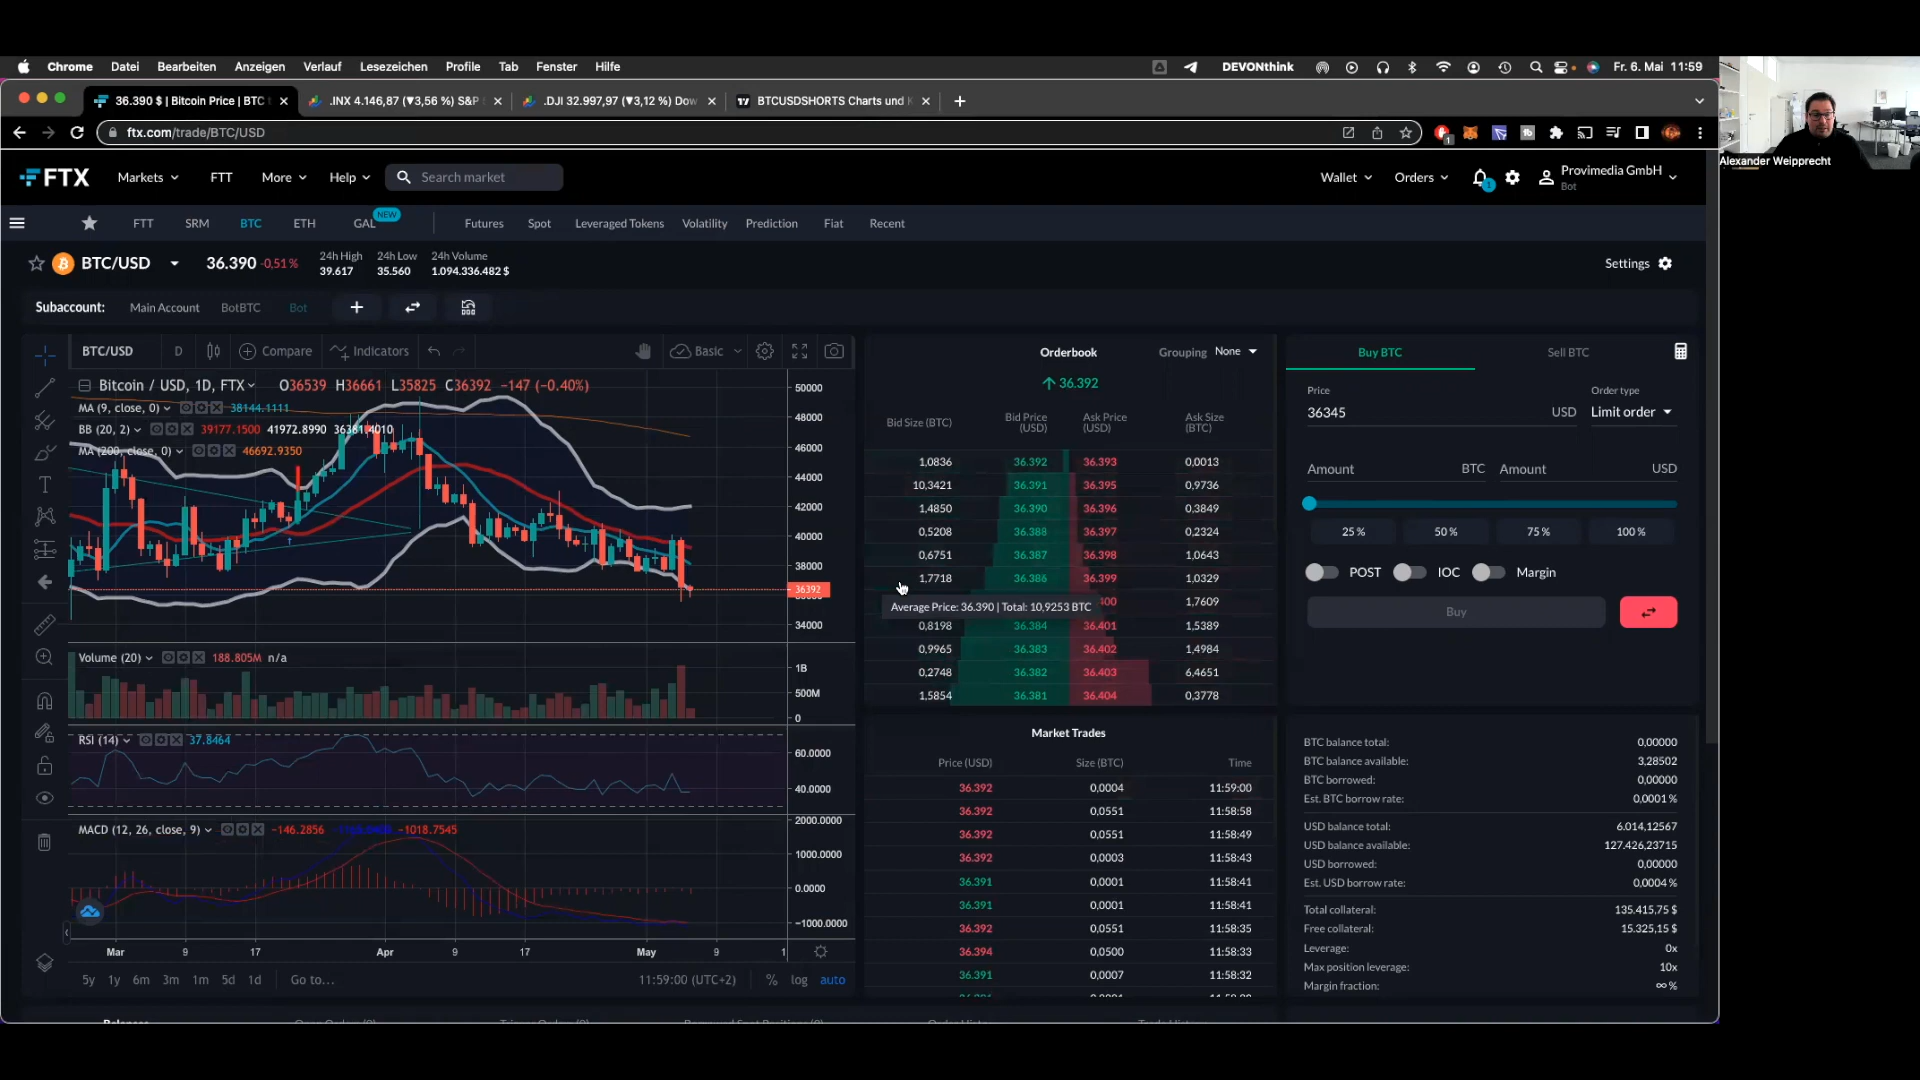 Chrome Datei Bearbeiten Anzeigen Verlauf Lesezeichen Profile Tab Fenster Hilfe DEVONthink Fr. 6. Mai 11:59
36.390 $ | Bitcoin Price | BTC .INX 4.146,87 (▼3,56 %) S&P .DJI 32.997,97 (▼3,12 %) Dow BTCUSDSHORTS Charts und
ftx.com/trade/BTC/USD
Alexander Weipprecht
FTX Markets FTT More Help Search market Wallet Orders 1 Provimedia GmbH
Bot
FTT SRM BTC ETH GAL NEW Futures Spot Leveraged Tokens Volatility Prediction Fiat Recent
BTC/USD 36.390 -0,51% 24h High 24h Low 24h Volume Settings
39.617 35.560 1.094.336.482 $
Subaccount: Main Account BotBTC Bot
BTC/USD D Compare Indicators Basic
Bitcoin / USD, 1D, FTX O36539 H36661 L35825 C36392 −147 (−0.40%)
MA (9, close, 0) 38144.1111
BB (20, 2) 39177.1500 41972.8990 36381.4010
MA (200, close, 0) 46692.9350
50000
48000
46000
44000
42000
40000
38000
36392
34000
Volume (20) 188.805M n/a
1B
500M
0
RSI (14) 37.8464
60.0000
40.0000
MACD (12, 26, close, 9) −146.2856 −1018.7545
2000.0000
1000.0000
0.0000
−1000.0000
Mar 9 17 Apr 9 17 May 9 1
5y 1y 6m 3m 1m 5d 1d Go to... 11:59:00 (UTC+2) % log auto
Orderbook Grouping None
36.392
Bid Size (BTC) Bid Price (USD) Ask Price (USD) Ask Size (BTC)
1,0836 36.392 36.393 0,0013
10,3421 36.391 36.395 0,9736
1,4850 36.390 36.396 0,3849
0,5208 36.388 36.397 0,2324
0,6751 36.387 36.398 1,0643
1,7718 36.386 36.399 1,0329
Average Price: 36.390 | Total: 10,9253 BTC 400 1,7609
0,8198 36.384 36.401 1,5389
0,9965 36.383 36.402 1,4984
0,2748 36.382 36.403 6,4651
1,5854 36.381 36.404 0,3778
Market Trades
Price (USD) Size (BTC) Time
36.392 0,0004 11:59:00
36.392 0,0551 11:58:58
36.392 0,0551 11:58:49
36.392 0,0003 11:58:43
36.391 0,0001 11:58:41
36.391 0,0001 11:58:41
36.392 0,0551 11:58:35
36.394 0,0500 11:58:33
36.391 0,0007 11:58:32
Buy BTC Sell BTC
Price Order type
36345 USD Limit order
Amount BTC Amount USD
25 % 50 % 75 % 100 %
POST IOC Margin
Buy
BTC balance total: 0,00000
BTC balance available: 3,28502
BTC borrowed: 0,00000
Est. BTC borrow rate: 0,0001 %
USD balance total: 6.014,12567
USD balance available: 127.426,23715
USD borrowed: 0,00000
Est. USD borrow rate: 0,0004 %
Total collateral: 135.415,75 $
Free collateral: 15.325,15 $
Leverage: 0x
Max position leverage: 10x
Margin fraction: ∞ %